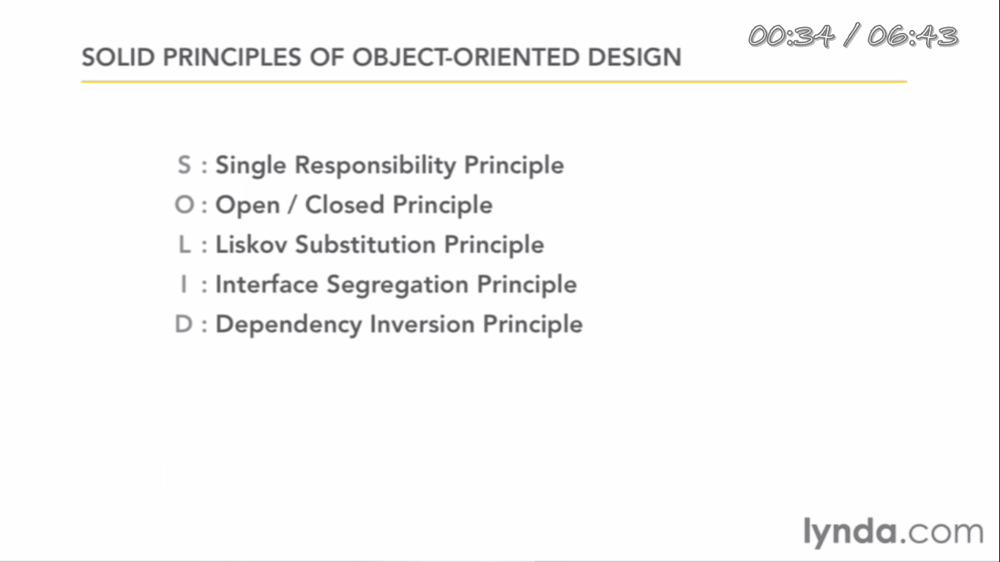 00:34 / 06:43
SOLID PRINCIPLES OF OBJECT-ORIENTED DESIGN
S : Single Responsibility Principle
O : Open / Closed Principle
L : Liskov Substitution Principle
I : Interface Segregation Principle
D : Dependency Inversion Principle
lynda.com